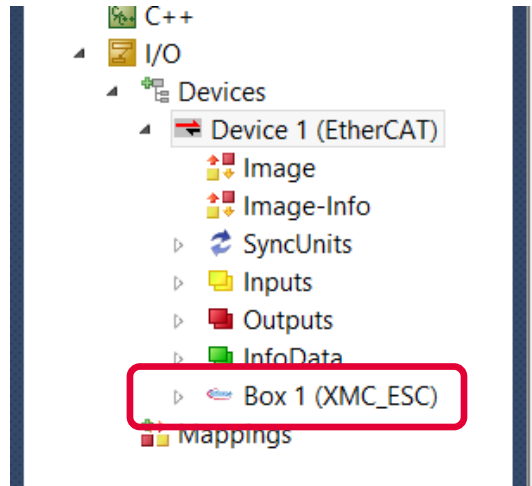 C++
I/O
Devices
Device 1 (EtherCAT)
Image
Image-Info
SyncUnits
Inputs
Outputs
InfoData
Box 1 (XMC_ESC)
Mappings